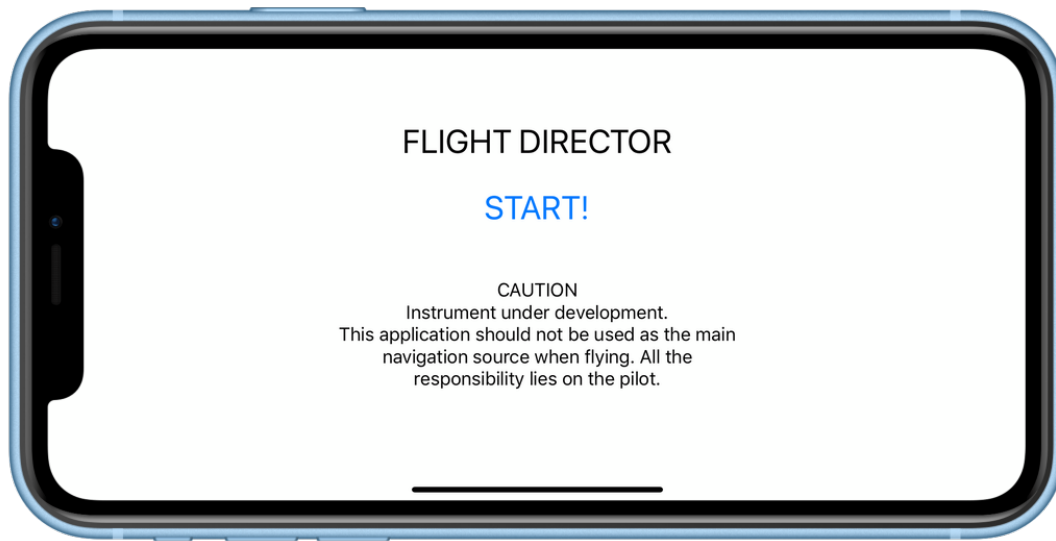 FLIGHT DIRECTOR
START!
CAUTION
Instrument under development.
This application should not be used as the main
navigation source when flying. All the
responsibility lies on the pilot.